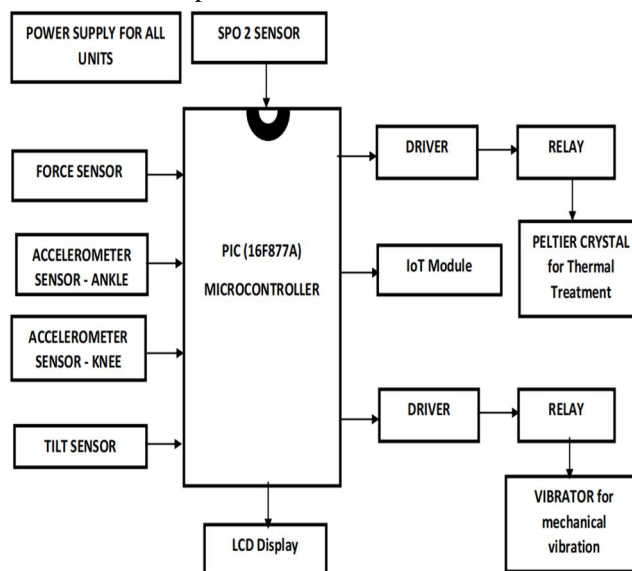 POWER SUPPLY FOR ALL
UNITS
SPO 2 SENSOR
FORCE SENSOR
ACCELEROMETER
SENSOR - ANKLE
ACCELEROMETER
SENSOR - KNEE
TILT SENSOR
PIC (16F877A)
MICROCONTROLLER
LCD Display
DRIVER
RELAY
PELTIER CRYSTAL
for Thermal
Treatment
IoT Module
DRIVER
RELAY
VIBRATOR for
mechanical
vibration